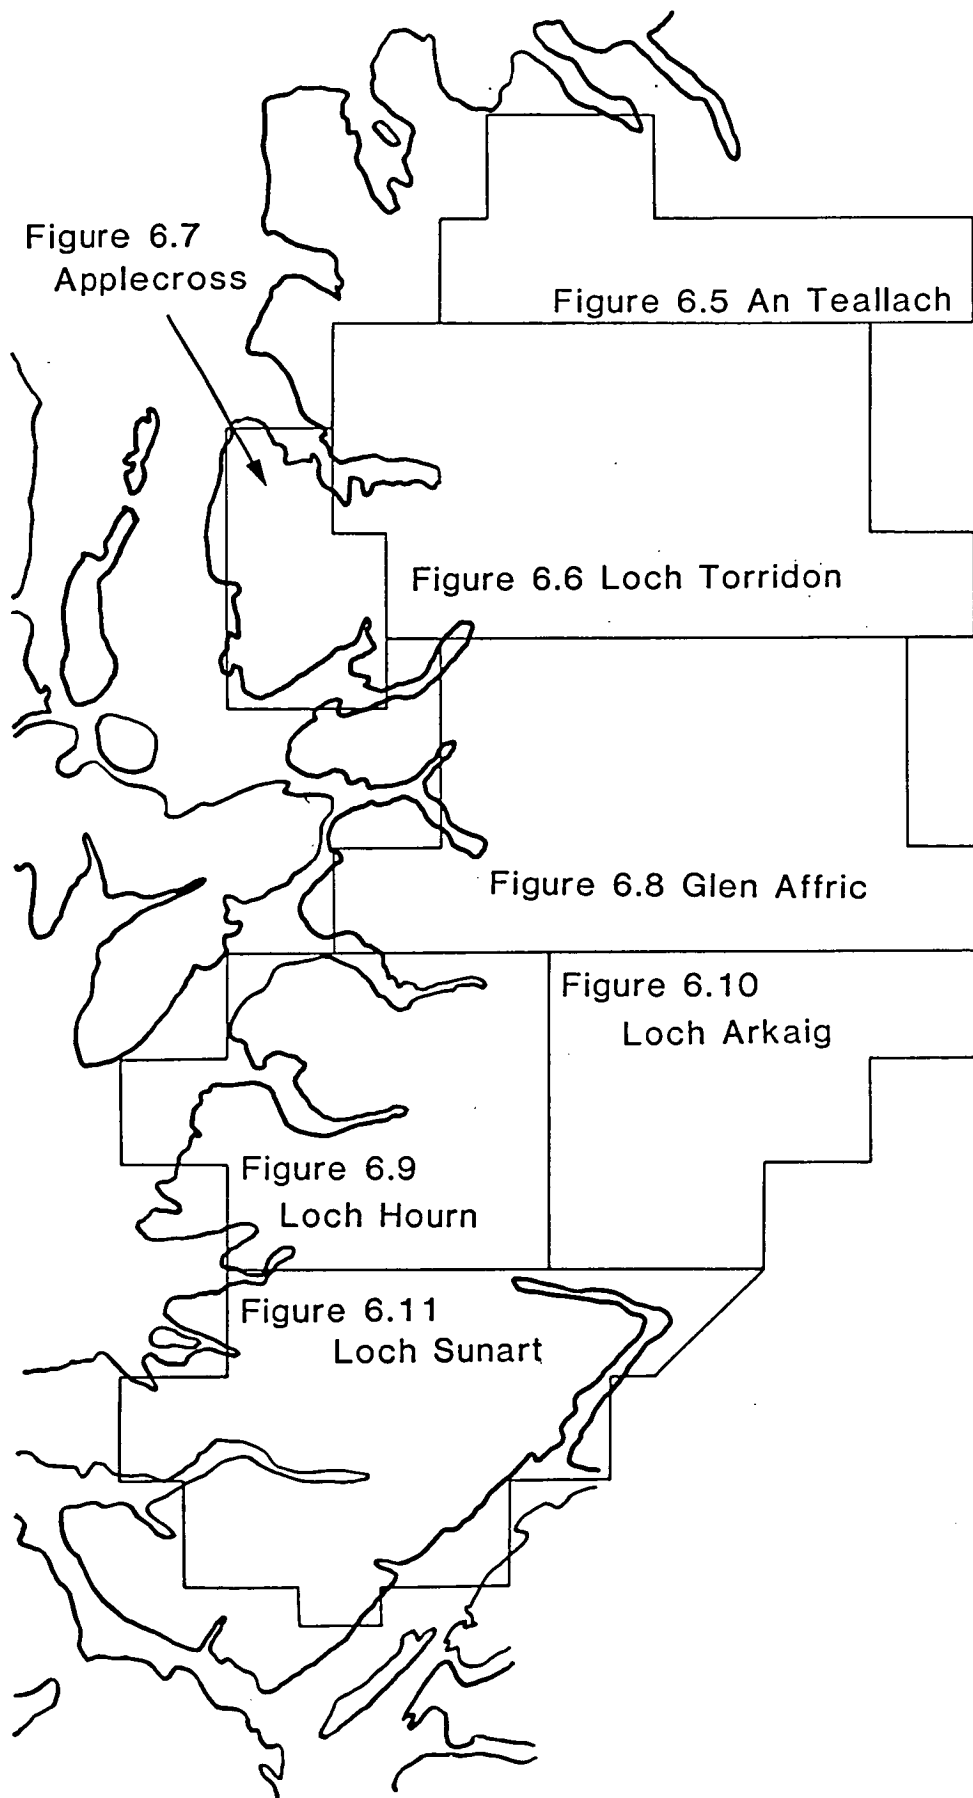 Figure 6.7
Applecross
Figure 6.5 An Teallach
Figure 6.6 Loch Torridon
Figure 6.8 Glen Affric
Figure 6.10
Loch Arkaig
Figure 6.9
Loch Hourn
Figure 6.11
Loch Sunart